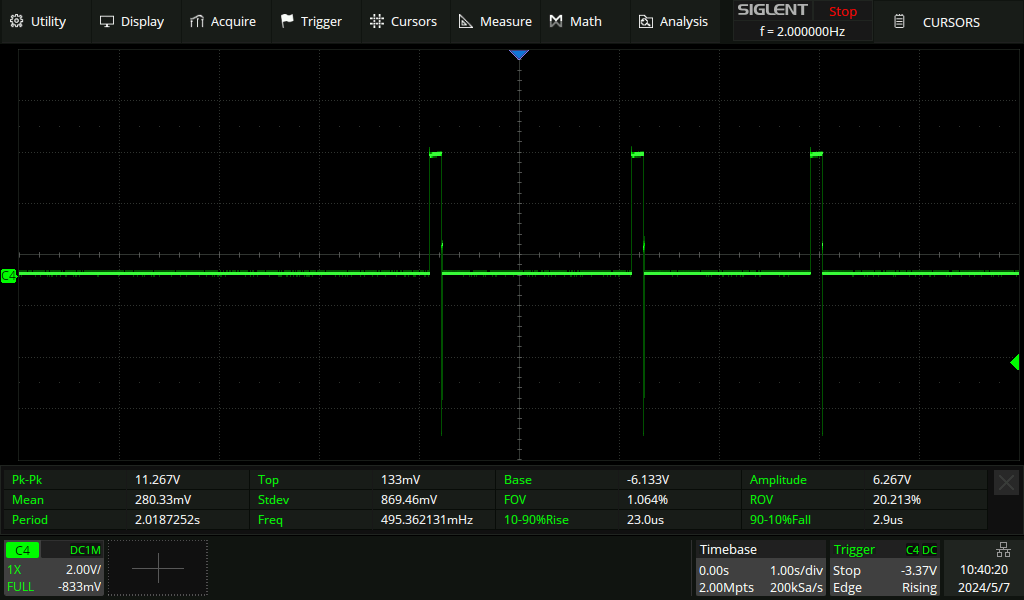 Utility Display Acquire Trigger Cursors Measure Math Analysis SIGLENT Stop CURSORS
f = 2.000000Hz
C4
Pk-Pk 11.267V Top 133mV Base -6.133V Amplitude 6.267V
Mean 280.33mV Stdev 869.46mV FOV 1.064% ROV 20.213%
Period 2.0187252s Freq 495.362131mHz 10-90%Rise 23.0us 90-10%Fall 2.9us
C4 DC1M
1X 2.00V/
FULL -833mV
Timebase
0.00s 1.00s/div
2.00Mpts 200kSa/s
Trigger C4 DC
Stop -3.37V
Edge Rising
10:40:20
2024/5/7